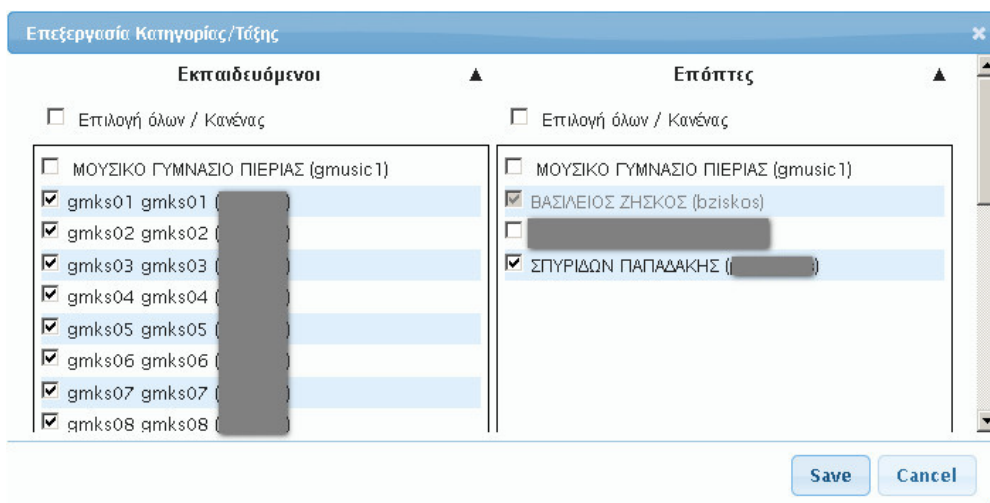 Επεξεργασία Κατηγορίας/Τάξης
Εκπαιδευόμενοι
Επιλογή όλων / Κανένας
ΜΟΥΣΙΚΟ ΓΥΜΝΑΣΙΟ ΠΙΕΡΙΑΣ (gmusic1)
gmks01 gmks01 ( )
gmks02 gmks02 ( )
gmks03 gmks03 ( )
gmks04 gmks04 ( )
gmks05 gmks05 ( )
gmks06 gmks06 ( )
gmks07 gmks07 ( )
gmks08 gmks08 ( )
Επόπτες
Επιλογή όλων / Κανένας
ΜΟΥΣΙΚΟ ΓΥΜΝΑΣΙΟ ΠΙΕΡΙΑΣ (gmusic1)
ΒΑΣΙΛΕΙΟΣ ΖΗΣΚΟΣ (bziskos)
ΣΠΥΡΙΔΩΝ ΠΑΠΑΔΑΚΗΣ ( )
Save
Cancel